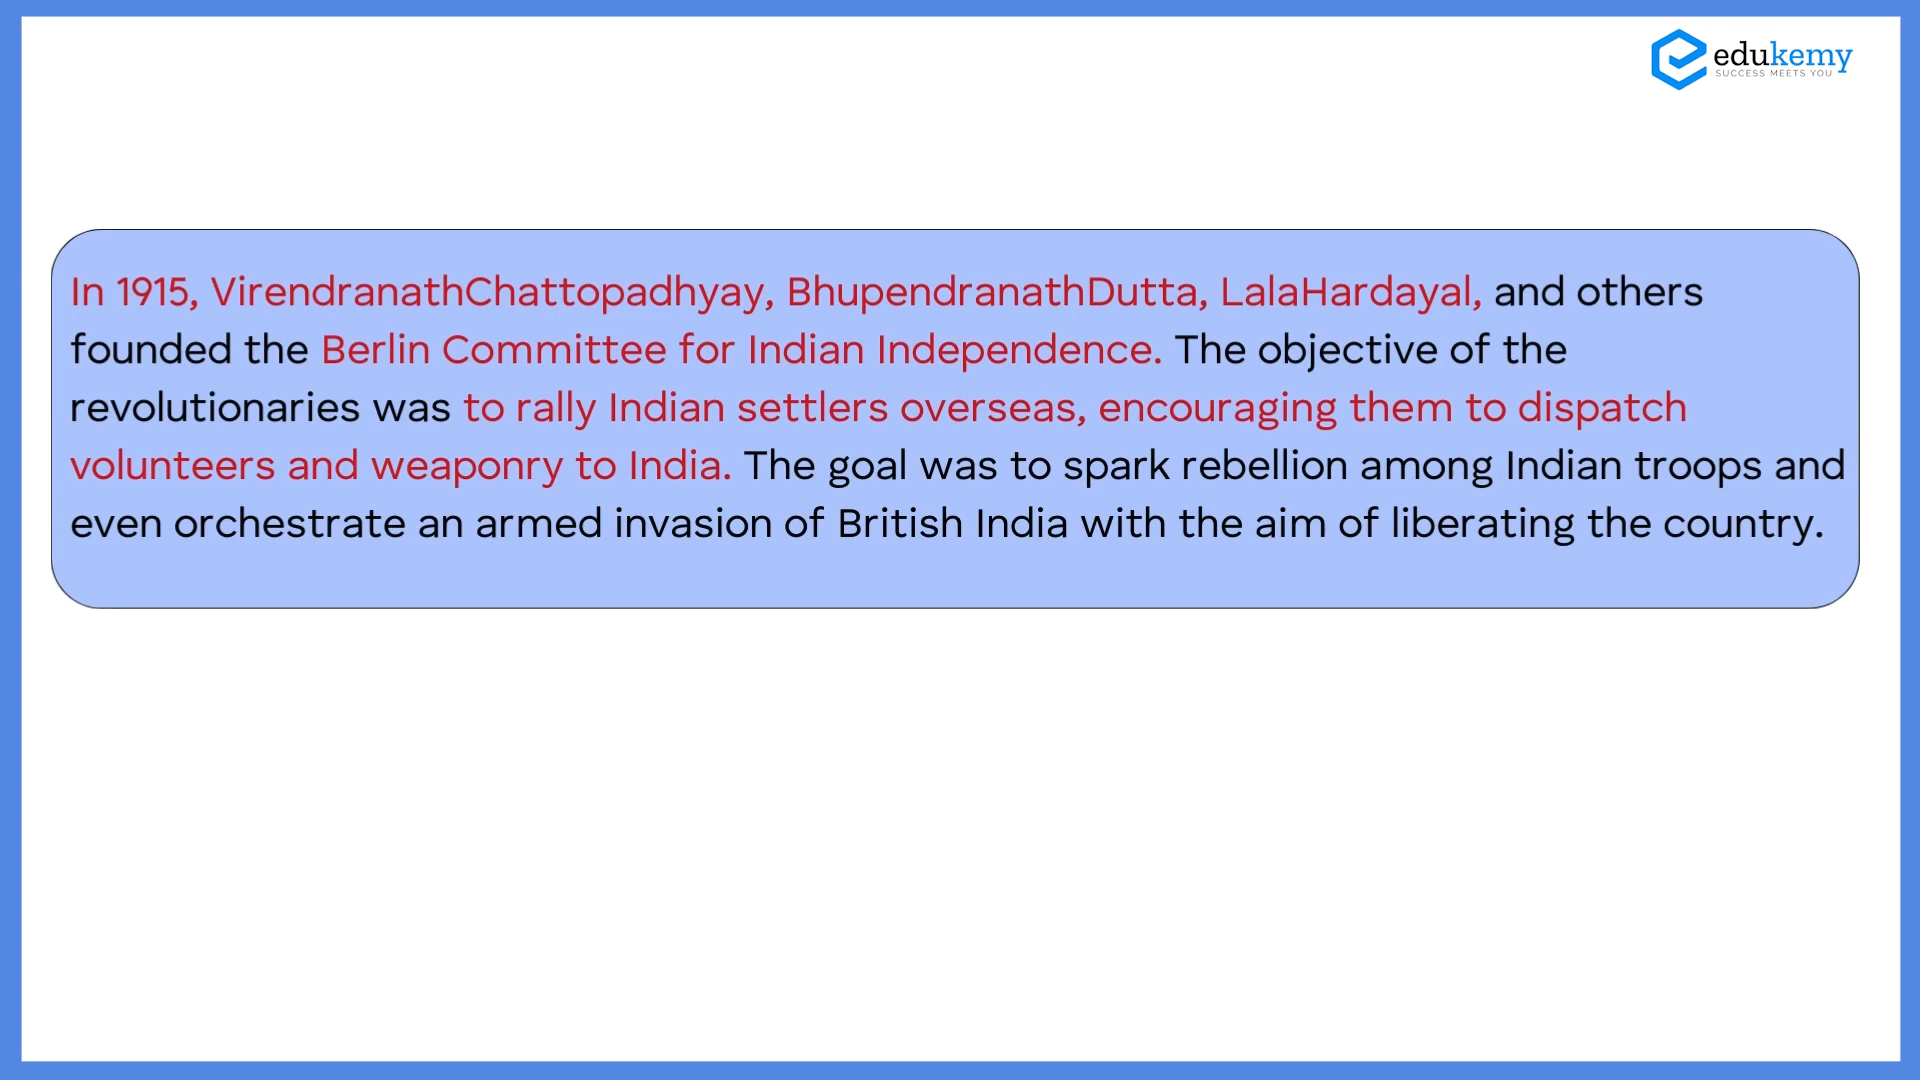 edukemy
SUCCESS MEETS YOU
In 1915, VirendranathChattopadhyay, BhupendranathDutta, LalaHardayal, and others
founded the Berlin Committee for Indian Independence. The objective of the
revolutionaries was to rally Indian settlers overseas, encouraging them to dispatch
volunteers and weaponry to India. The goal was to spark rebellion among Indian troops and
even orchestrate an armed invasion of British India with the aim of liberating the country.